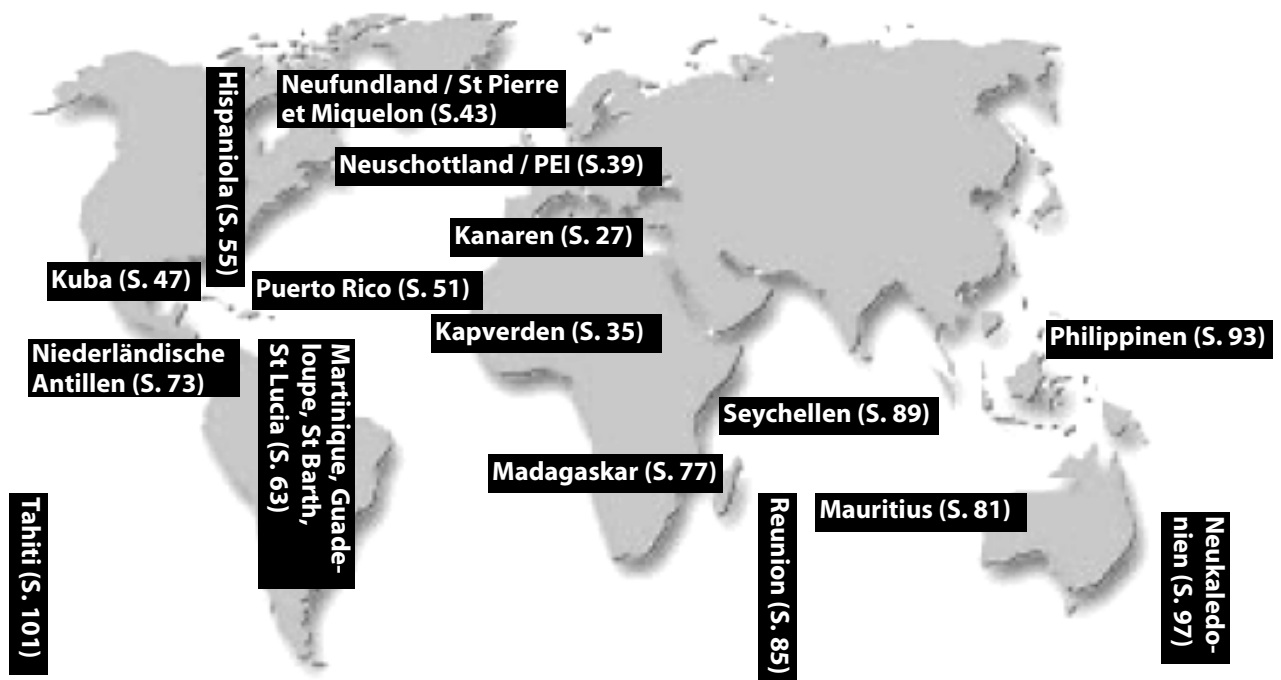 Hispaniola (S. 55)
Neufundland / St Pierre
et Miquelon (S.43)
Neuschottland / PEI (S.39)
Kanaren (S. 27)
Kuba (S. 47)
Puerto Rico (S. 51)
Kapverden (S. 35)
Philippinen (S. 93)
Niederländische
Antillen (S. 73)
Martinique, Guade-
loupe, St Barth,
St Lucia (S. 63)
Seychellen (S. 89)
Madagaskar (S. 77)
Tahiti (S. 101)
Reunion (S. 85)
Mauritius (S. 81)
Neukaledo-
nien (S. 97)